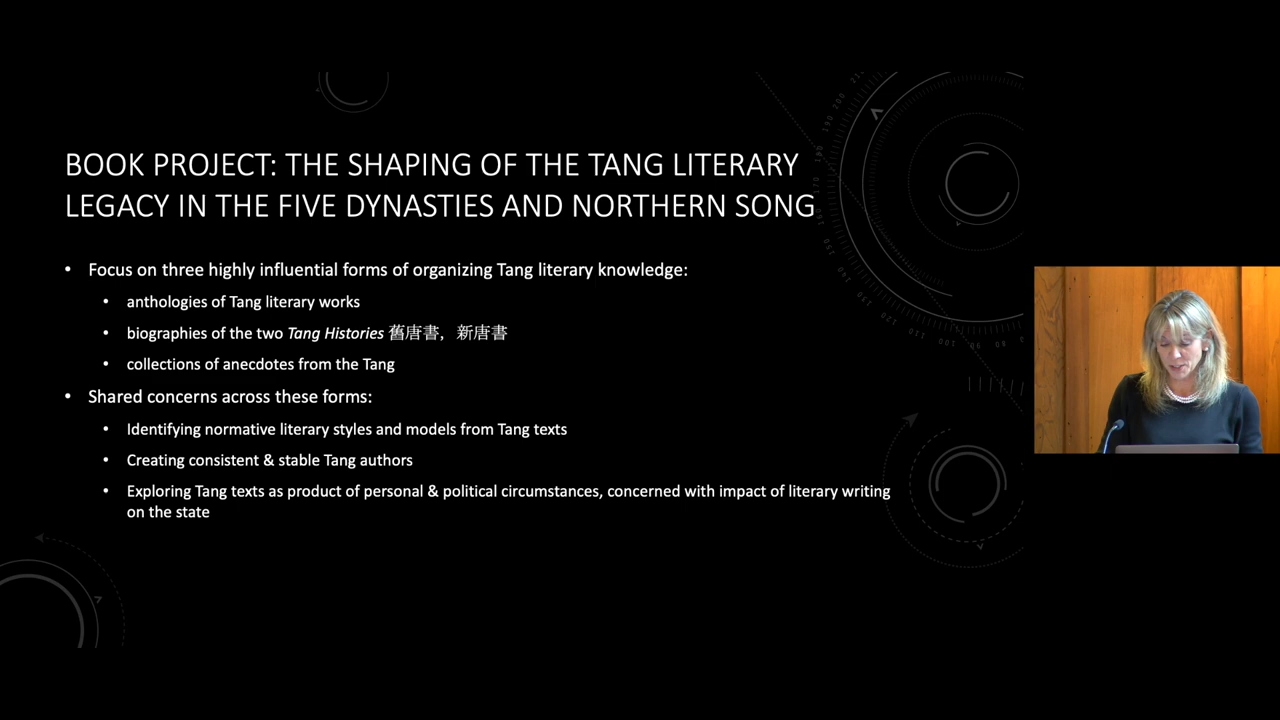 BOOK PROJECT: THE SHAPING OF THE TANG LITERARY
LEGACY IN THE FIVE DYNASTIES AND NORTHERN SONG
• Focus on three highly influential forms of organizing Tang literary knowledge:
• anthologies of Tang literary works
• biographies of the two Tang Histories 舊唐書，新唐書
• collections of anecdotes from the Tang
• Shared concerns across these forms:
• Identifying normative literary styles and models from Tang texts
• Creating consistent & stable Tang authors
• Exploring Tang texts as product of personal & political circumstances, concerned with impact of literary writing
on the state